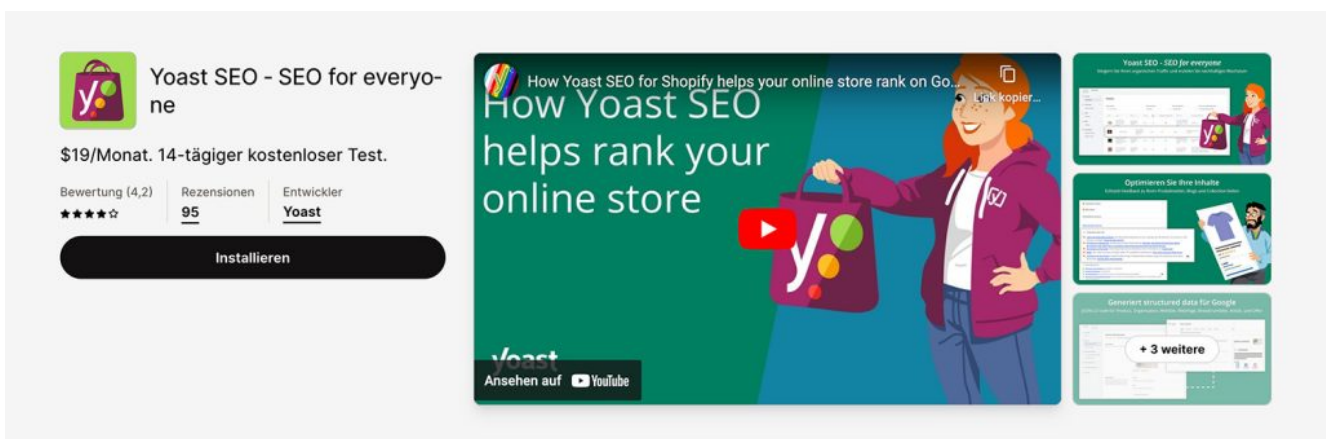 Yoast SEO - SEO for everyo-
ne
$19/Monat. 14-tägiger kostenloser Test.
Bewertung (4,2)
Rezensionen
95
Entwickler
Yoast
Installieren
How Yoast SEO for Shopify helps your online store rank on Go...
Link kopier...
How Yoast SEO
helps rank your
online store
y
yoast
Ansehen auf YouTube
Yoast SEO - SEO for everyone
Optimieren Sie Ihre Inhalte
Generiert structured data für Google
+ 3 weitere